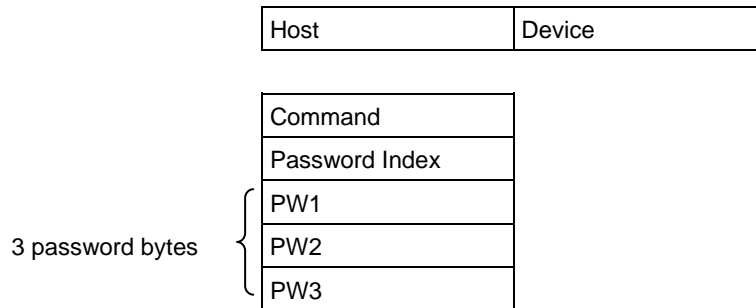 Host Device
Command
Password Index
PW1
3 password bytes PW2
PW3